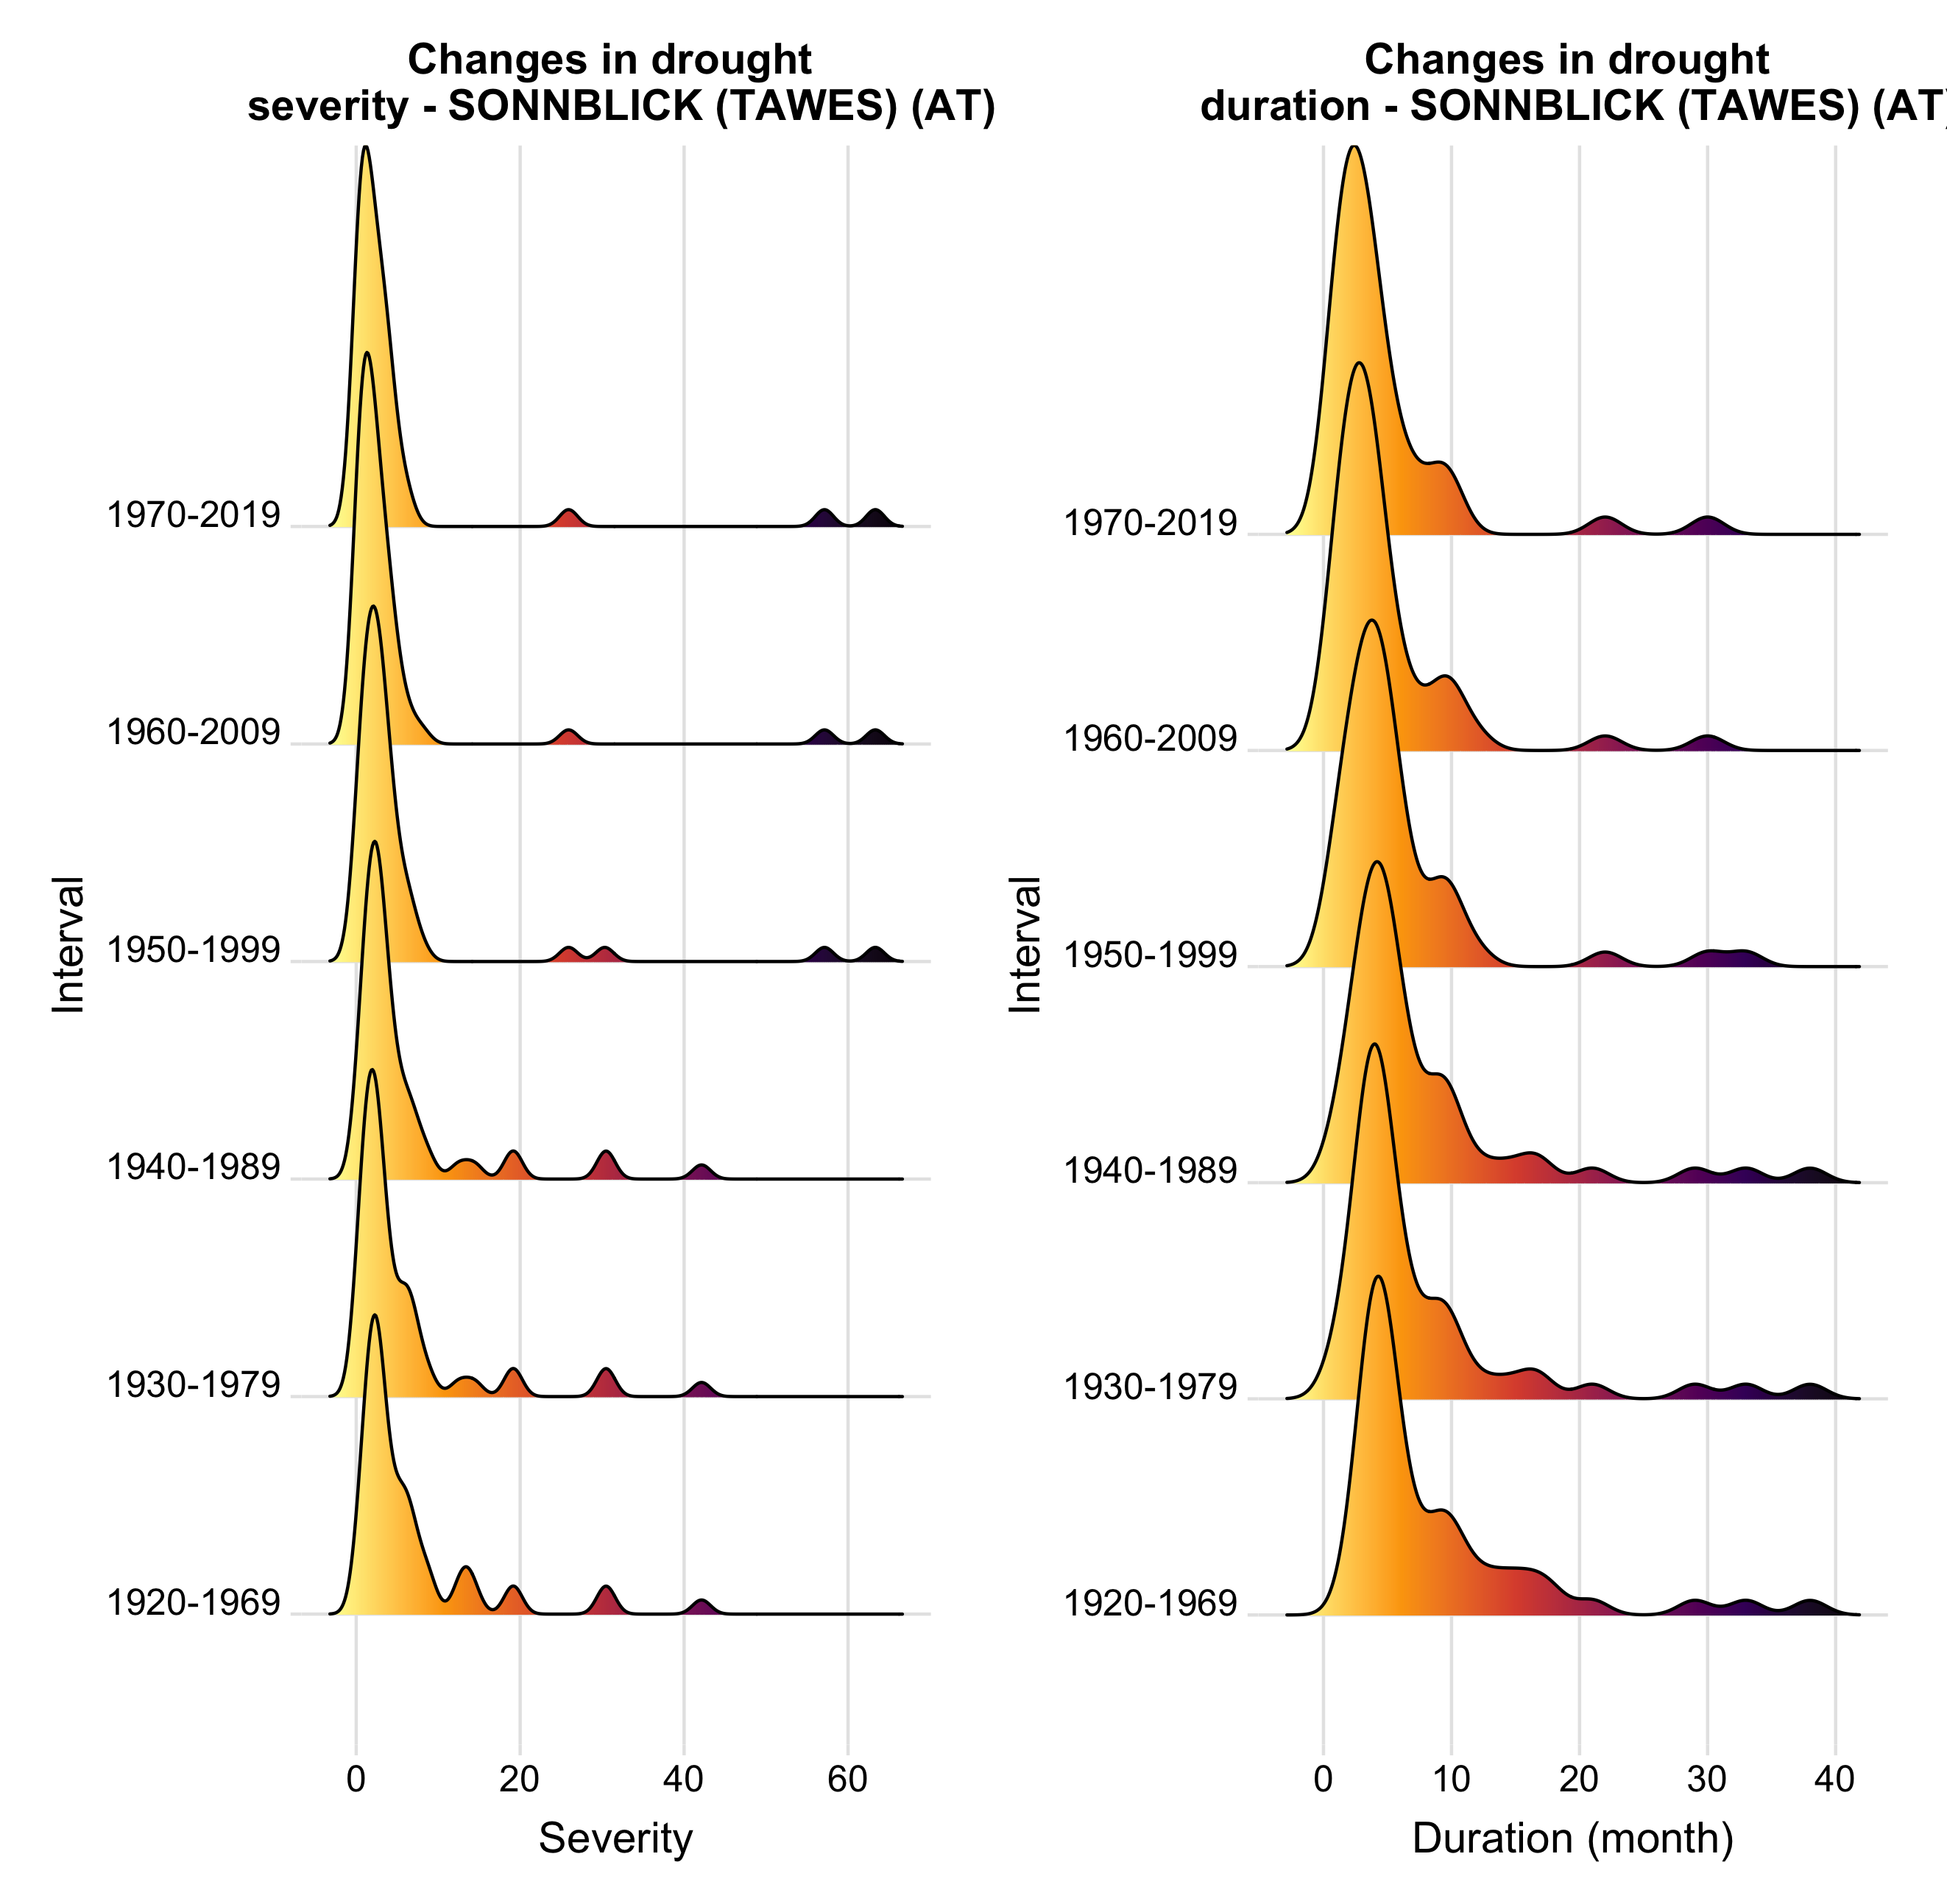 Changes in drought
severity - SONNBLICK (TAWES) (AT)
Interval
1970-2019
1960-2009
1950-1999
1940-1989
1930-1979
1920-1969
0 20 40 60
Severity
Changes in drought
duration - SONNBLICK (TAWES) (AT)
Interval
1970-2019
1960-2009
1950-1999
1940-1989
1930-1979
1920-1969
0 10 20 30 40
Duration (month)